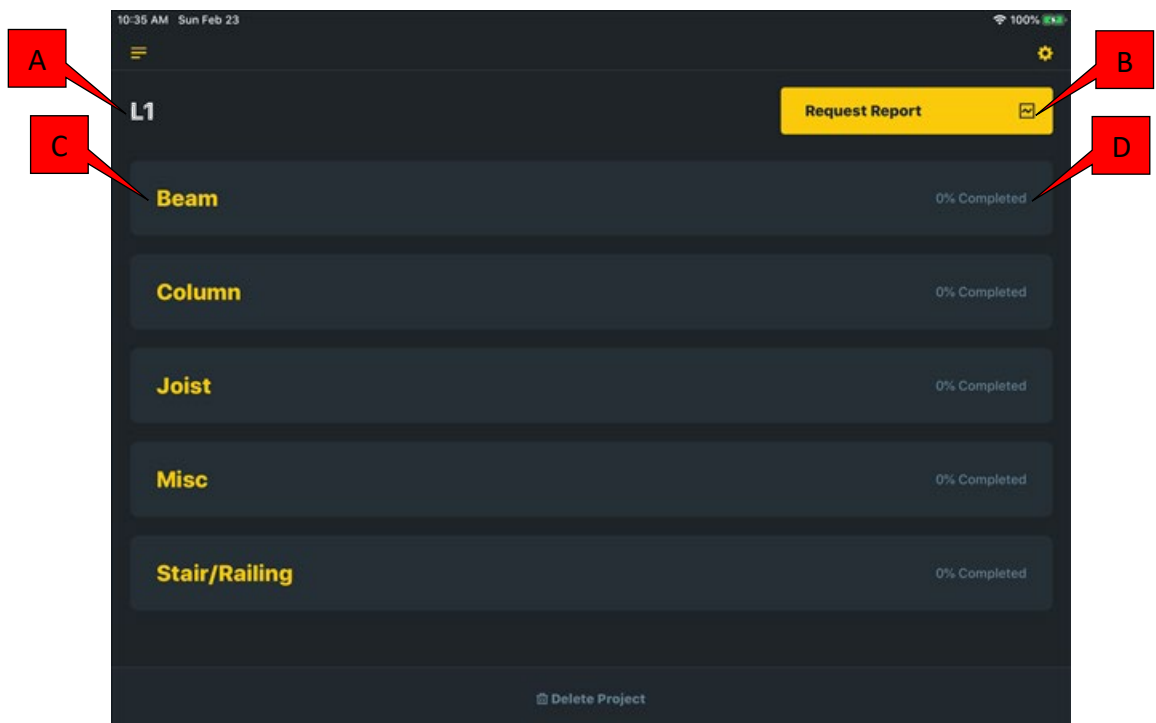 10:35 AM Sun Feb 23 100%
A
B
L1 Request Report
C
D
Beam 0% Completed
Column 0% Completed
Joist 0% Completed
Misc 0% Completed
Stair/Railing 0% Completed
Delete Project